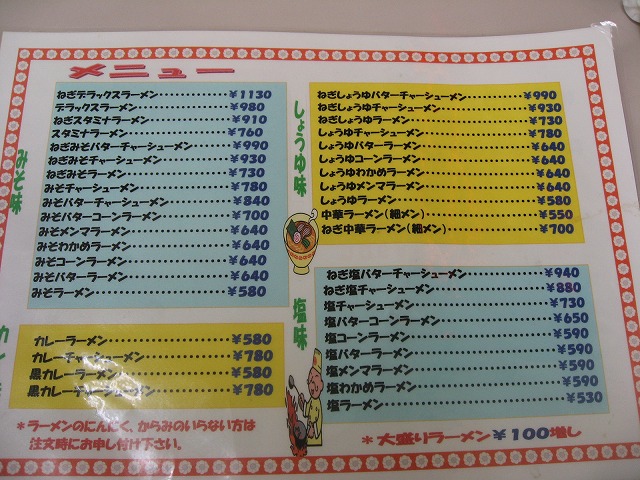 メニュー
みそ味
ねぎデラックスラーメン ¥1130
デラックスラーメン ¥980
ねぎスタミナラーメン ¥910
スタミナラーメン ¥760
ねぎみそバターチャーシューメン ¥990
ねぎみそチャーシューメン ¥930
ねぎみそラーメン ¥730
みそチャーシューメン ¥780
みそバターチャーシューメン ¥840
みそバターコーンラーメン ¥700
みそメンマラーメン ¥640
みそわかめラーメン ¥640
みそコーンラーメン ¥640
みそバターラーメン ¥640
みそラーメン ¥580
カレーラーメン ¥580
カレーチャーシューメン ¥780
黒カレーラーメン ¥580
黒カレーチャーシューメン ¥780
*ラーメンのにんにく、からみのいらない方は
注文時にお申し付け下さい。
しょうゆ味
ねぎしょうゆバターチャーシューメン ¥990
ねぎしょうゆチャーシューメン ¥930
ねぎしょうゆラーメン ¥730
しょうゆチャーシューメン ¥780
しょうゆバターラーメン ¥640
しょうゆコーンラーメン ¥640
しょうゆわかめラーメン ¥640
しょうゆメンマラーメン ¥640
しょうゆラーメン ¥580
中華ラーメン(細メン) ¥550
ねぎ中華ラーメン(細メン) ¥700
塩味
ねぎ塩バターチャーシューメン ¥940
ねぎ塩チャーシューメン ¥880
塩チャーシューメン ¥730
塩バターコーンラーメン ¥650
塩コーンラーメン ¥590
塩バターラーメン ¥590
塩メンマラーメン ¥590
塩わかめラーメン ¥590
塩ラーメン ¥530
*大盛りラーメン¥100増し